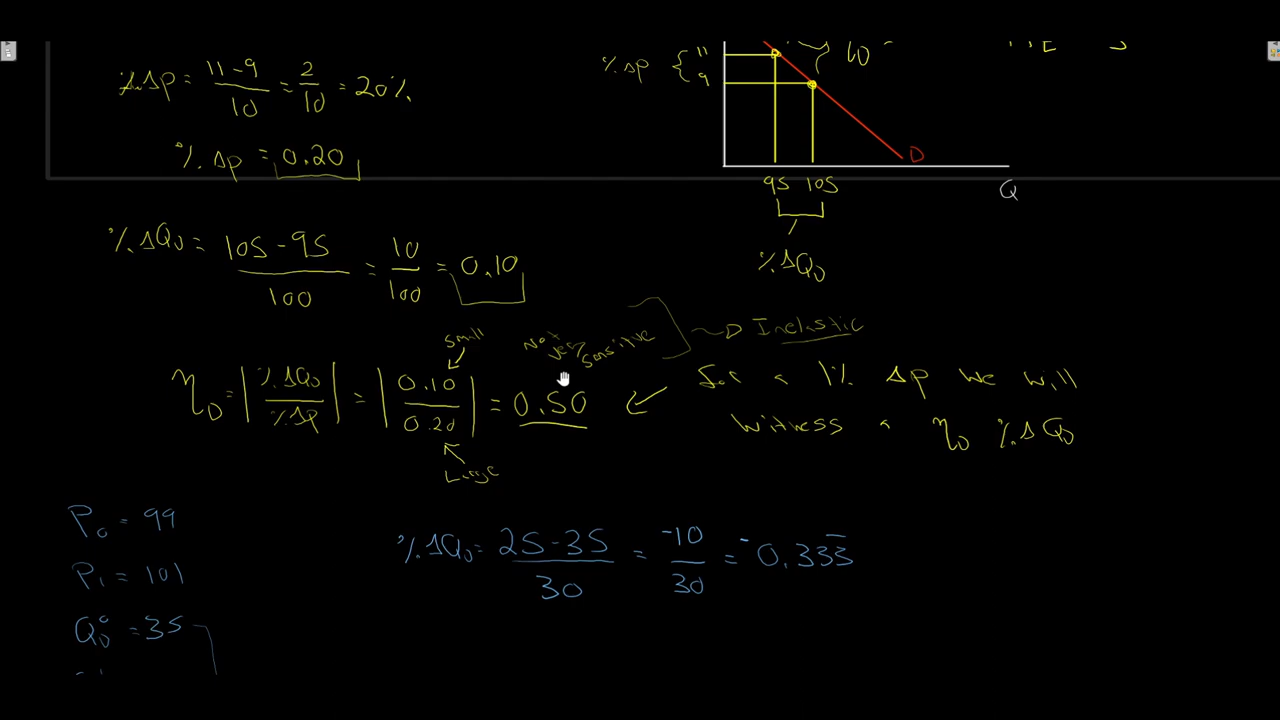 %Δp = 11-9 / 10 = 2/10 = 20%
%Δp = 0.20
%Δp { 11
9
10
D
95 105
Q
%ΔQD
%ΔQD = 105-95 / 100 = 10/100 = 0.10
small
Not very sensitive
Inelastic
ηD = | %ΔQD / %Δp | = | 0.10 / 0.20 | = 0.50
Large
for a 1% Δp we will
witness a ηD %ΔQD
P0 = 99
P1 = 101
QD0 = 35
%ΔQD = 25-35 / 30 = -10/30 = -0.333̅